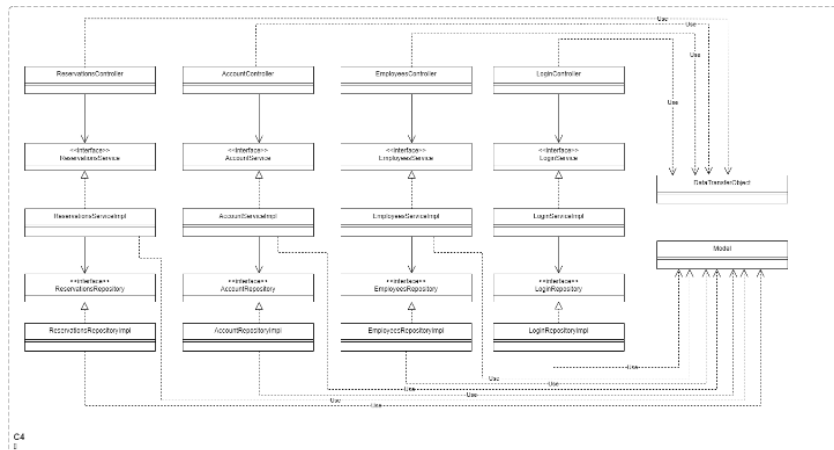 Use
Use
Use
ReservationsController
AccountController
EmployeesController
LoginController
Use
<<Interface>>
ReservationsService
<<Interface>>
AccountService
<<Interface>>
EmployeesService
<<Interface>>
LoginService
DataTransferObject
ReservationsServiceImpl
AccountServiceImpl
EmployeesServiceImpl
LoginServiceImpl
Model
<<Interface>>
ReservationsRepository
<<Interface>>
AccountRepository
<<Interface>>
EmployeesRepository
<<Interface>>
LoginRepository
ReservationsRepositoryImpl
AccountRepositoryImpl
EmployeesRepositoryImpl
LoginRepositoryImpl
Use
Use
Use
Use
Use
Use
Use
C4